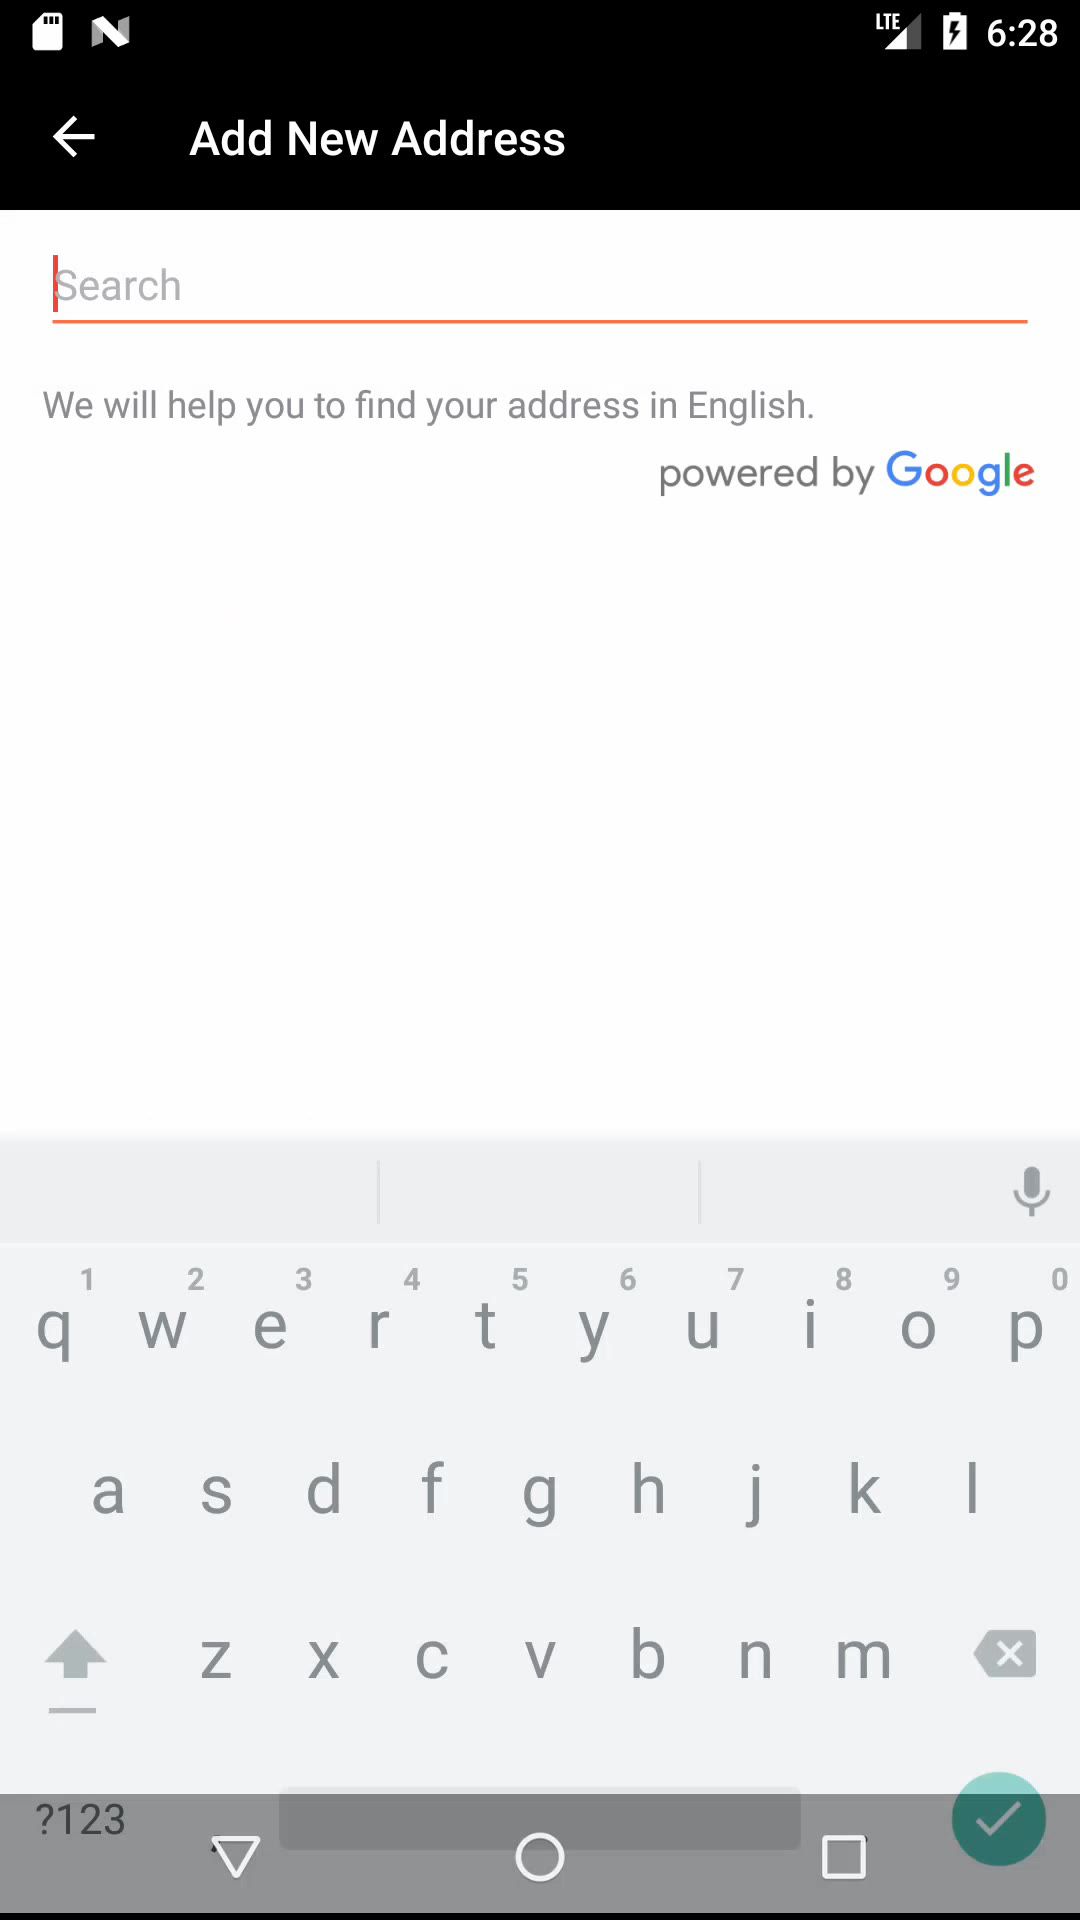 LTE 6:28
Add New Address
Search
We will help you to find your address in English.
powered by Google
1 2 3 4 5 6 7 8 9 0
q w e r t y u i o p
a s d f g h j k l
z x c v b n m
?123